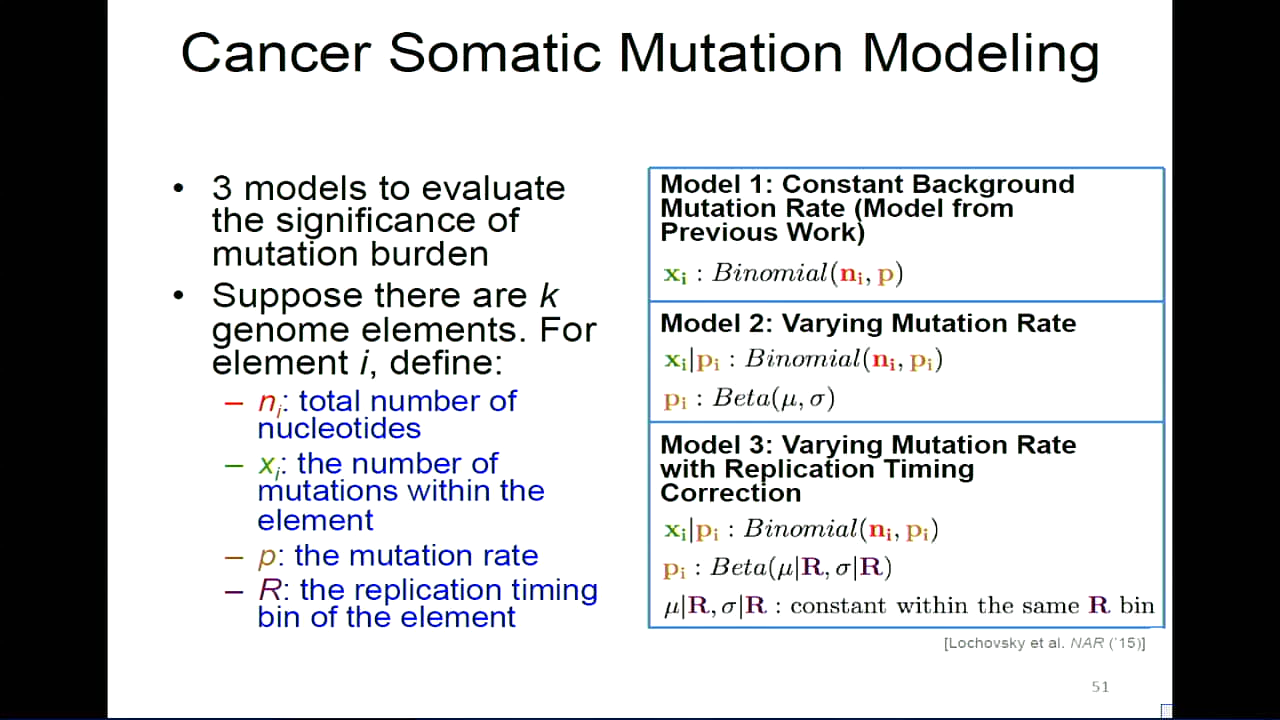 Cancer Somatic Mutation Modeling
• 3 models to evaluate
the significance of
mutation burden
• Suppose there are k
genome elements. For
element i, define:
– nᵢ: total number of
nucleotides
– xᵢ: the number of
mutations within the
element
– p: the mutation rate
– R: the replication timing
bin of the element
Model 1: Constant Background
Mutation Rate (Model from
Previous Work)
xᵢ : Binomial(nᵢ, p)
Model 2: Varying Mutation Rate
xᵢ|pᵢ : Binomial(nᵢ, pᵢ)
pᵢ : Beta(μ, σ)
Model 3: Varying Mutation Rate
with Replication Timing
Correction
xᵢ|pᵢ : Binomial(nᵢ, pᵢ)
pᵢ : Beta(μ|R, σ|R)
μ|R, σ|R : constant within the same R bin
[Lochovsky et al. NAR ('15)]
51